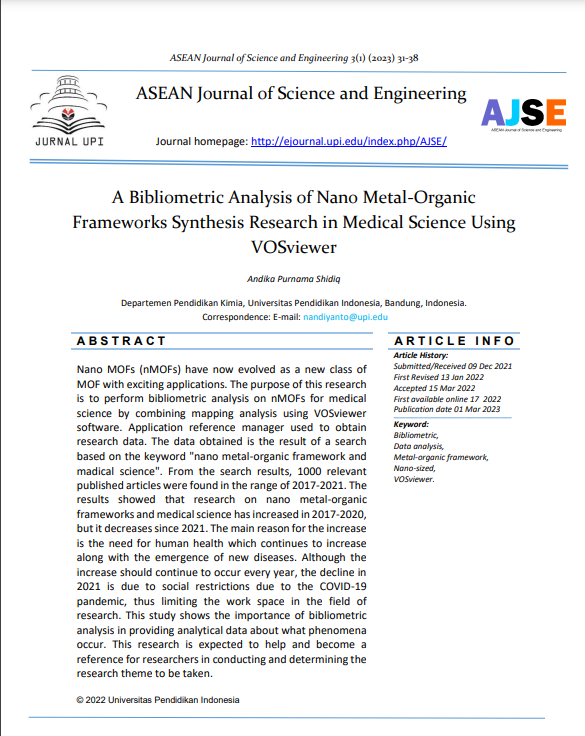 ASEAN Journal of Science and Engineering 3(1) (2023) 31-38
JURNAL UPI
ASEAN Journal of Science and Engineering
Journal homepage: http://ejournal.upi.edu/index.php/AJSE/
AJSE
ASEAN Journal of Science and Engineering
A Bibliometric Analysis of Nano Metal-Organic
Frameworks Synthesis Research in Medical Science Using
VOSviewer
Andika Purnama Shidiq
Departemen Pendidikan Kimia, Universitas Pendidikan Indonesia, Bandung, Indonesia.
Correspondence: E-mail: nandiyanto@upi.edu
ABSTRACT
Nano MOFs (nMOFs) have now evolved as a new class of
MOF with exciting applications. The purpose of this research
is to perform bibliometric analysis on nMOFs for medical
science by combining mapping analysis using VOSviewer
software. Application reference manager used to obtain
research data. The data obtained is the result of a search
based on the keyword "nano metal-organic framework and
madical science". From the search results, 1000 relevant
published articles were found in the range of 2017-2021. The
results showed that research on nano metal-organic
frameworks and medical science has increased in 2017-2020,
but it decreases since 2021. The main reason for the increase
is the need for human health which continues to increase
along with the emergence of new diseases. Although the
increase should continue to occur every year, the decline in
2021 is due to social restrictions due to the COVID-19
pandemic, thus limiting the work space in the field of
research. This study shows the importance of bibliometric
analysis in providing analytical data about what phenomena
occur. This research is expected to help and become a
reference for researchers in conducting and determining the
research theme to be taken.
© 2022 Universitas Pendidikan Indonesia
ARTICLE INFO
Article History:
Submitted/Received 09 Dec 2021
First Revised 13 Jan 2022
Accepted 15 Mar 2022
First available online 17 2022
Publication date 01 Mar 2023
Keyword:
Bibliometric,
Data analysis,
Metal-organic framework,
Nano-sized,
VOSviewer.